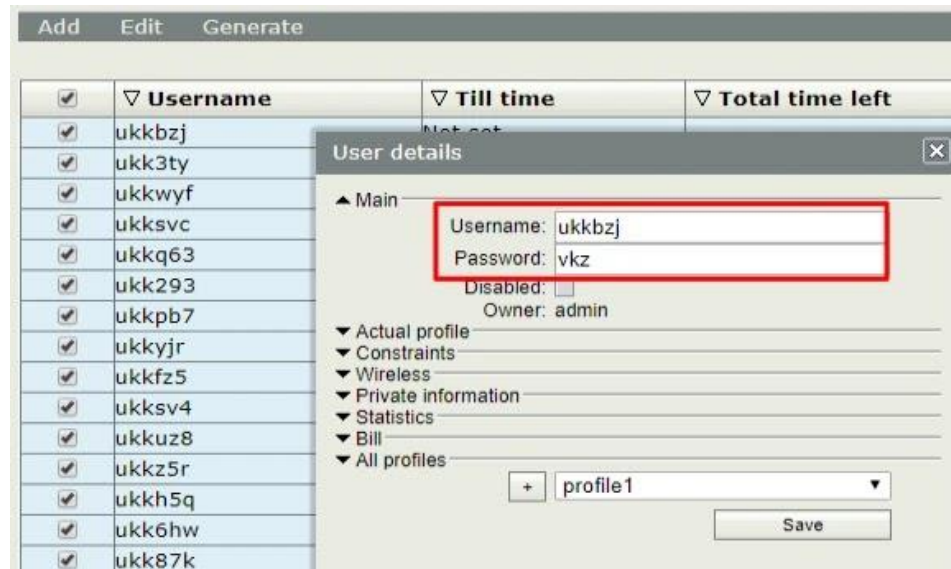 Add Edit Generate
Username Till time Total time left
ukkbzj Not set
ukk3ty
ukkwyf
ukksvc
ukkq63
ukk293
ukkpb7
ukkyjr
ukkfz5
ukksv4
ukkuz8
ukkz5r
ukkh5q
ukk6hw
ukk87k
User details
Main
Username: ukkbzj
Password: vkz
Disabled:
Owner: admin
Actual profile
Constraints
Wireless
Private information
Statistics
Bill
All profiles
+ profile1
Save